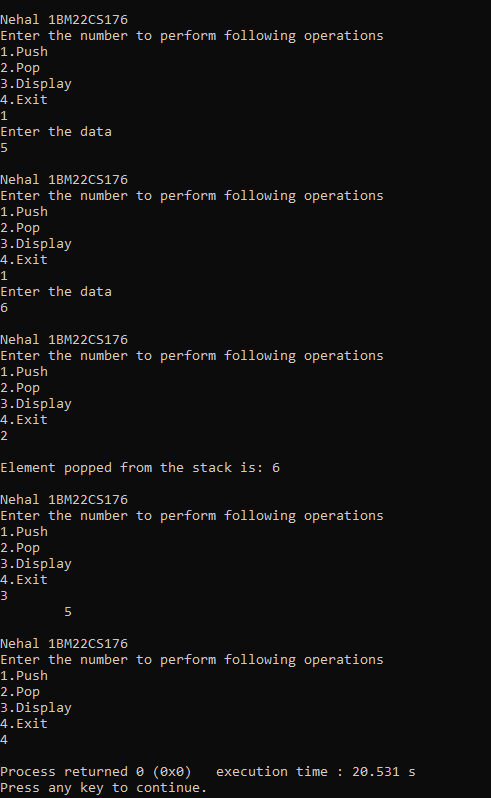 Nehal 1BM22CS176
Enter the number to perform following operations
1.Push
2.Pop
3.Display
4.Exit
1
Enter the data
5
Nehal 1BM22CS176
Enter the number to perform following operations
1.Push
2.Pop
3.Display
4.Exit
1
Enter the data
6
Nehal 1BM22CS176
Enter the number to perform following operations
1.Push
2.Pop
3.Display
4.Exit
2
Element popped from the stack is: 6
Nehal 1BM22CS176
Enter the number to perform following operations
1.Push
2.Pop
3.Display
4.Exit
3
5
Nehal 1BM22CS176
Enter the number to perform following operations
1.Push
2.Pop
3.Display
4.Exit
4
Process returned 0 (0x0)   execution time : 20.531 s
Press any key to continue.